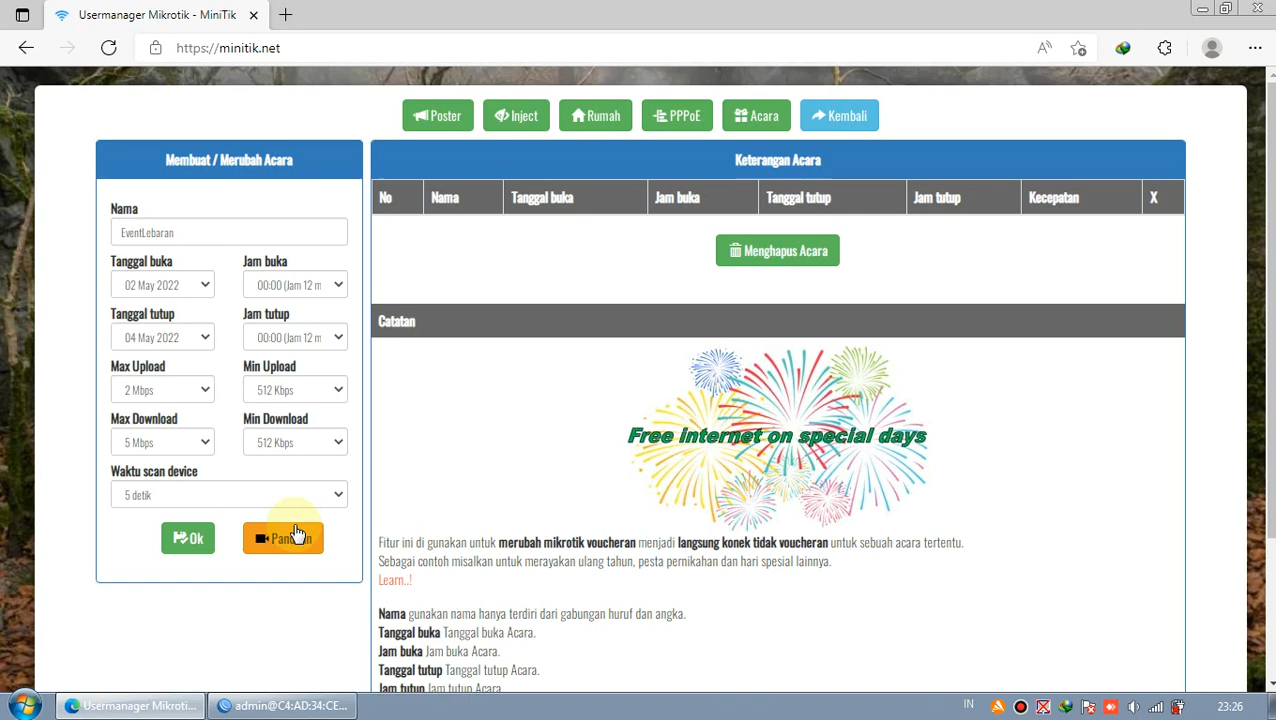 Usermanager Mikrotik - MiniTik
https://minitik.net
Poster
Inject
Rumah
PPPoE
Acara
Kembali
Membuat / Merubah Acara
Nama
EventLebaran
Tanggal buka
Jam buka
02 May 2022
00:00 (Jam 12 m
Tanggal tutup
Jam tutup
04 May 2022
00:00 (Jam 12 m
Max Upload
Min Upload
2 Mbps
512 Kbps
Max Download
Min Download
5 Mbps
512 Kbps
Waktu scan device
5 detik
Ok
Keterangan Acara
No Nama Tanggal buka Jam buka Tanggal tutup Jam tutup Kecepatan X
Menghapus Acara
Catatan
Free internet on special days
Fitur ini di gunakan untuk merubah mikrotik voucheran menjadi langsung konek tidak voucheran untuk sebuah acara tertentu.
Sebagai contoh misalkan untuk merayakan ulang tahun, pesta pernikahan dan hari spesial lainnya.
Learn..!
Nama gunakan nama hanya terdiri dari gabungan huruf dan angka.
Tanggal buka Tanggal buka Acara.
Jam buka Jam buka Acara.
Tanggal tutup Tanggal tutup Acara.
Jam tutup Jam tutup Acara
Usermanager Mikroti...
admin@C4:AD:34:CE...
IN
23:26